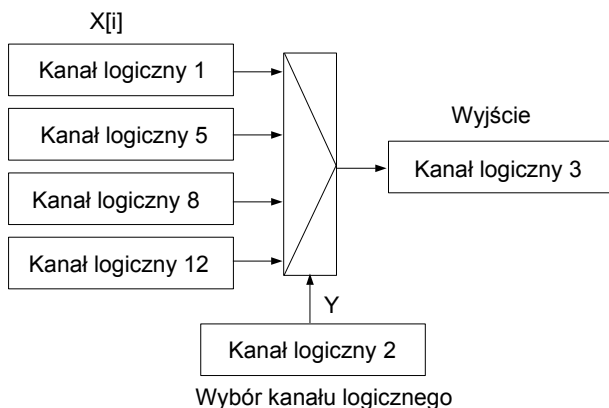 X[i]
Kanał logiczny 1
Kanał logiczny 5
Kanał logiczny 8
Kanał logiczny 12
Wyjście
Kanał logiczny 3
Y
Kanał logiczny 2
Wybór kanału logicznego